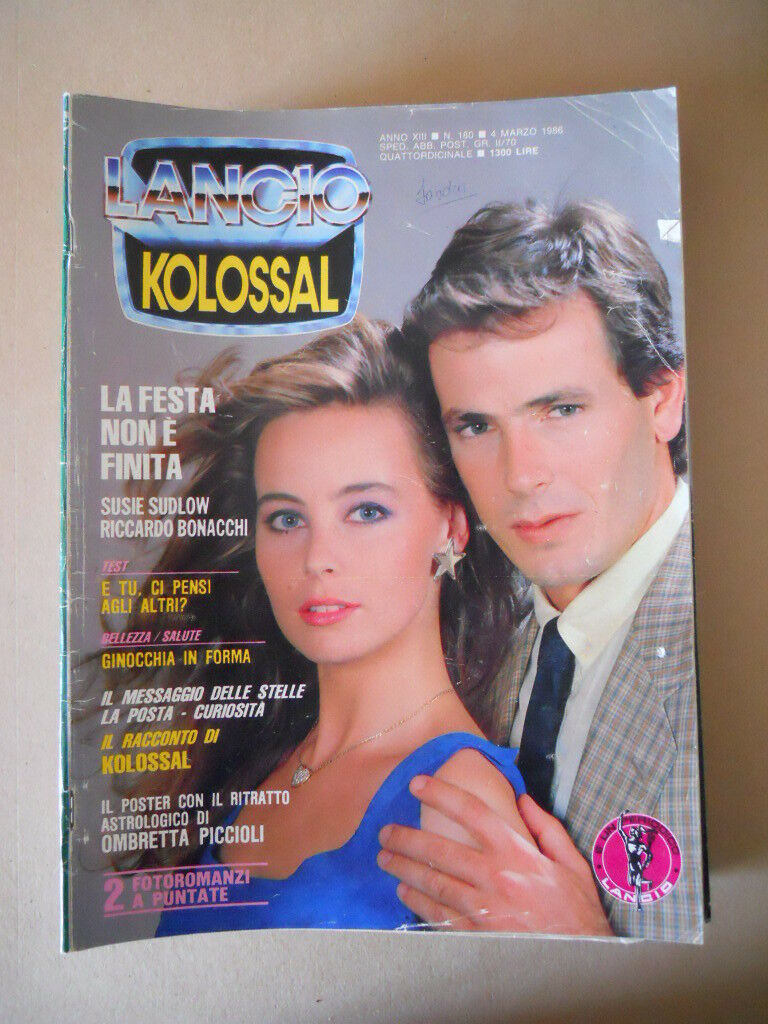 ANNO XIII ■ N. 180 ■ 4 MARZO 1986
SPED. ABB. POST. GR. II/70
QUATTORDICINALE ■ 1300 LIRE
LANCIO
KOLOSSAL
LA FESTA
NON È
FINITA
SUSIE SUDLOW
RICCARDO BONACCHI
TEST
E TU, CI PENSI
AGLI ALTRI?
BELLEZZA / SALUTE
GINOCCHIA IN FORMA
IL MESSAGGIO DELLE STELLE
LA POSTA - CURIOSITÀ
IL RACCONTO DI
KOLOSSAL
IL POSTER CON IL RITRATTO
ASTROLOGICO DI
OMBRETTA PICCIOLI
2 FOTOROMANZI
A PUNTATE
È UN PERIODICO
LANCIO